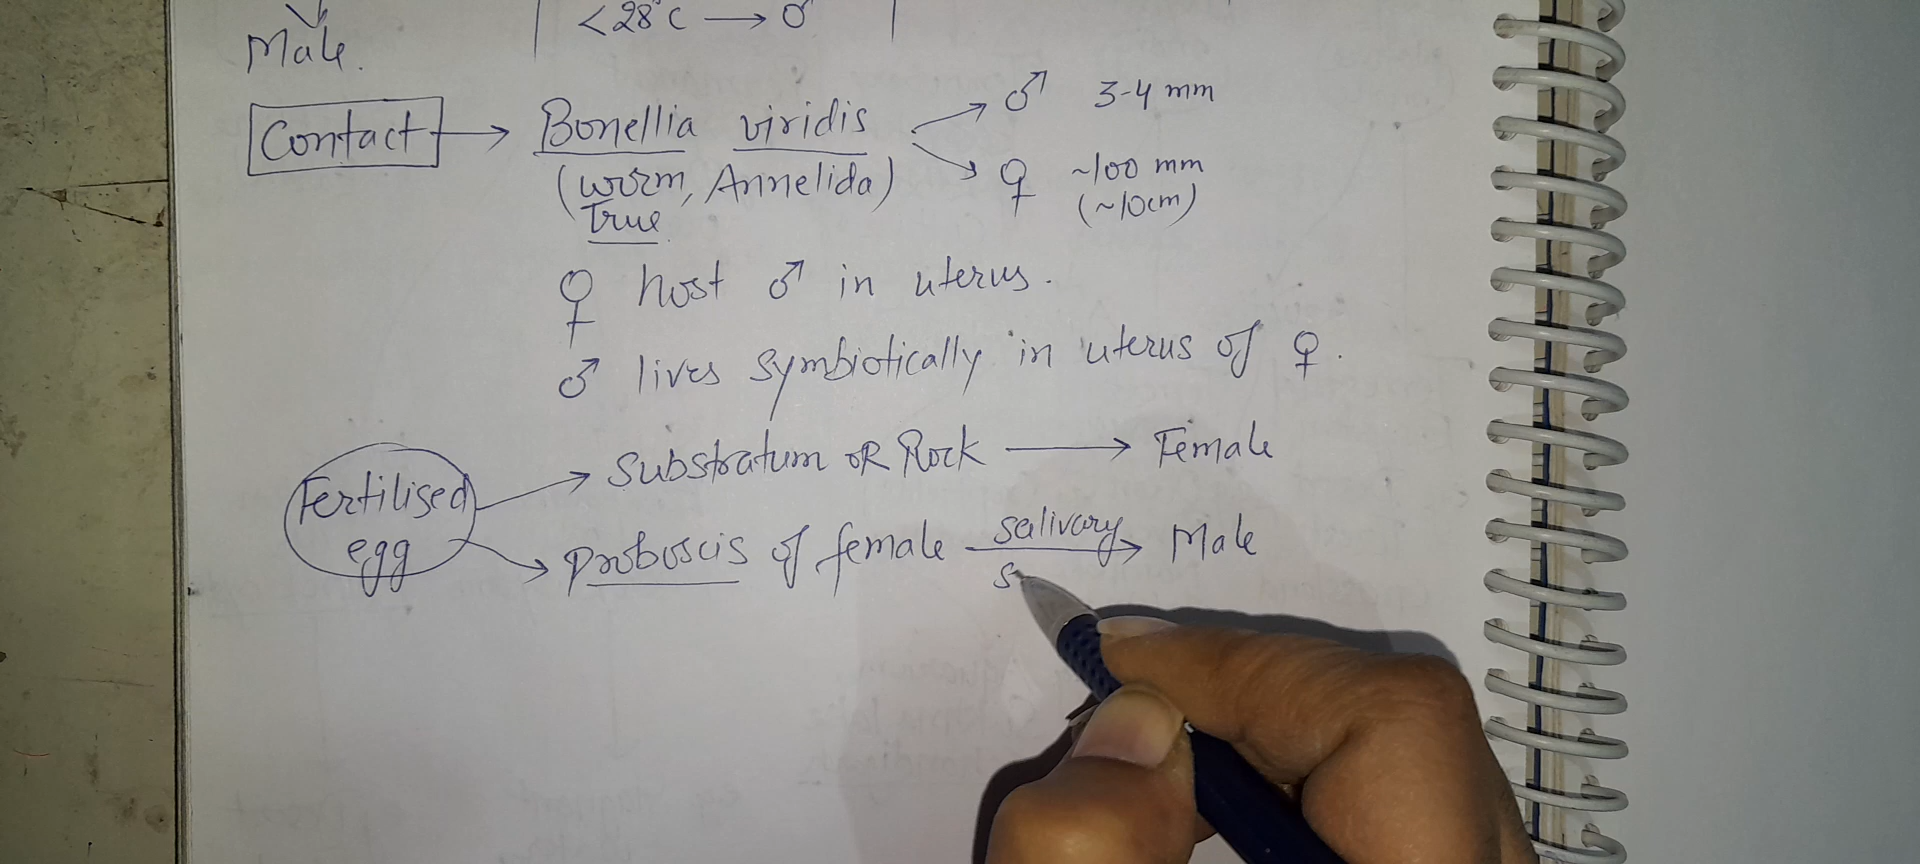 <28°C → ♂
Male.
Contact → Bonellia viridis
♂ 3-4 mm
(worm, Annelida)
True
♀ ~100 mm
(~10cm)
♀ host ♂ in uterus.
♂ lives symbiotically in uterus of ♀.
Fertilised egg
→ Substratum OR Rock → Female
→ Proboscis of female salivary → Male
s